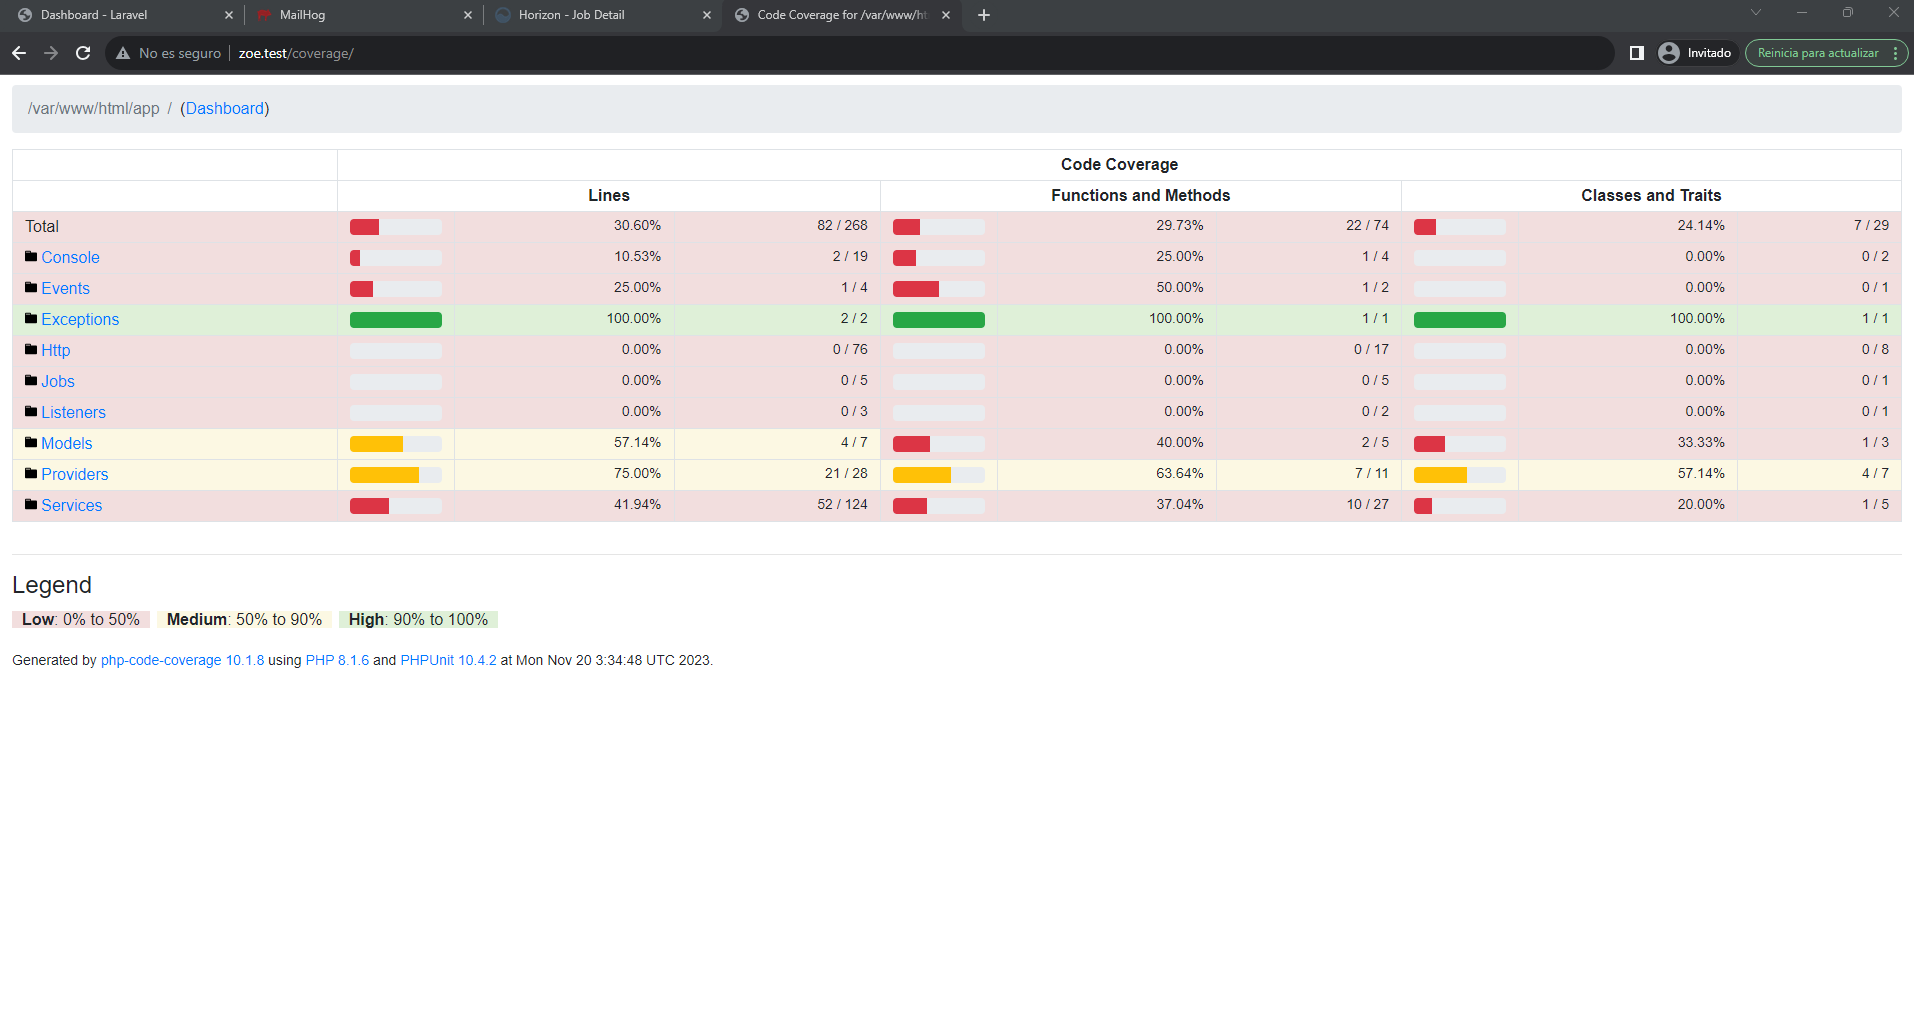 Dashboard - Laravel MailHog Horizon - Job Detail Code Coverage for /var/www/ht
No es seguro zoe.test/coverage/ Invitado Reinicia para actualizar
/var/www/html/app / (Dashboard)
Code Coverage
Lines Functions and Methods Classes and Traits
Total 30.60% 82 / 268 29.73% 22 / 74 24.14% 7 / 29
Console 10.53% 2 / 19 25.00% 1 / 4 0.00% 0 / 2
Events 25.00% 1 / 4 50.00% 1 / 2 0.00% 0 / 1
Exceptions 100.00% 2 / 2 100.00% 1 / 1 100.00% 1 / 1
Http 0.00% 0 / 76 0.00% 0 / 17 0.00% 0 / 8
Jobs 0.00% 0 / 5 0.00% 0 / 5 0.00% 0 / 1
Listeners 0.00% 0 / 3 0.00% 0 / 2 0.00% 0 / 1
Models 57.14% 4 / 7 40.00% 2 / 5 33.33% 1 / 3
Providers 75.00% 21 / 28 63.64% 7 / 11 57.14% 4 / 7
Services 41.94% 52 / 124 37.04% 10 / 27 20.00% 1 / 5
Legend
Low: 0% to 50% Medium: 50% to 90% High: 90% to 100%
Generated by php-code-coverage 10.1.8 using PHP 8.1.6 and PHPUnit 10.4.2 at Mon Nov 20 3:34:48 UTC 2023.